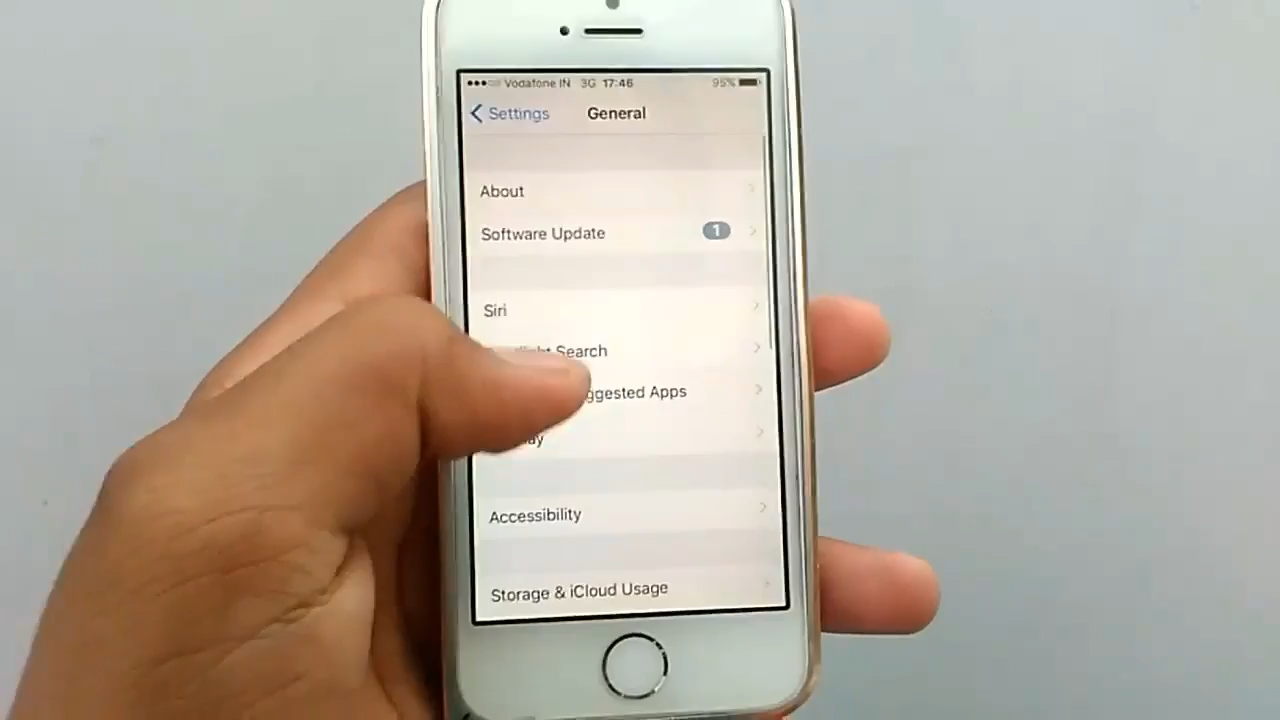 Vodafone IN 3G 17:46 95%
Settings General
About
Software Update 1
Siri
Search
Apps
Accessibility
Storage & iCloud Usage